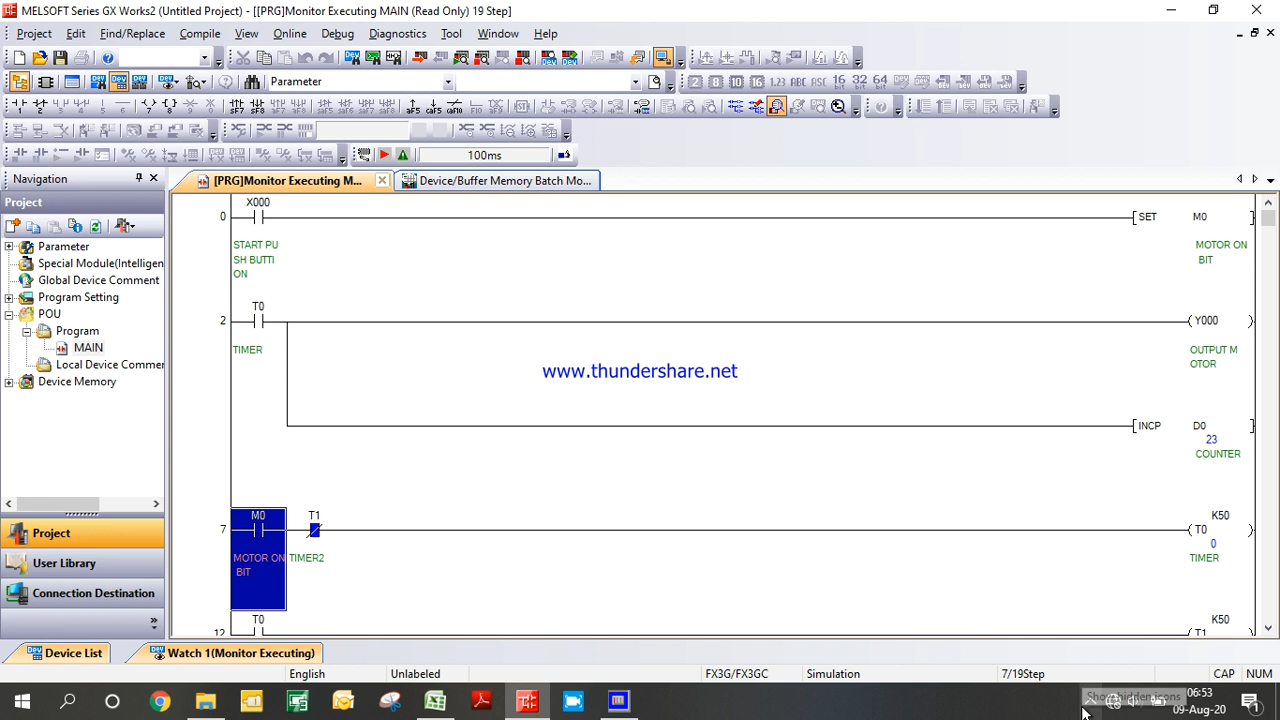 MELSOFT Series GX Works2 (Untitled Project) - [[PRG]Monitor Executing MAIN (Read Only) 19 Step]
Project Edit Find/Replace Compile View Online Debug Diagnostics Tool Window Help
Parameter
100ms
Navigation
[PRG]Monitor Executing M...
Device/Buffer Memory Batch Mo...
Project
Parameter
Special Module(Intelligen
Global Device Comment
Program Setting
POU
Program
MAIN
Local Device Commer
Device Memory
Project
User Library
Connection Destination
X000
0
SET M0
START PU
SH BUTTI
ON
MOTOR ON
BIT
T0
2
Y000
TIMER
OUTPUT M
OTOR
www.thundershare.net
INCP D0
23
COUNTER
M0 T1 K50
7
T0
0
MOTOR ON
BIT
TIMER2
TIMER
T0 K50
12
T1
Device List
Watch 1(Monitor Executing)
English Unlabeled FX3G/FX3GC Simulation 7/19Step CAP NUM
Show hidden icons
06:53
09-Aug-20
1